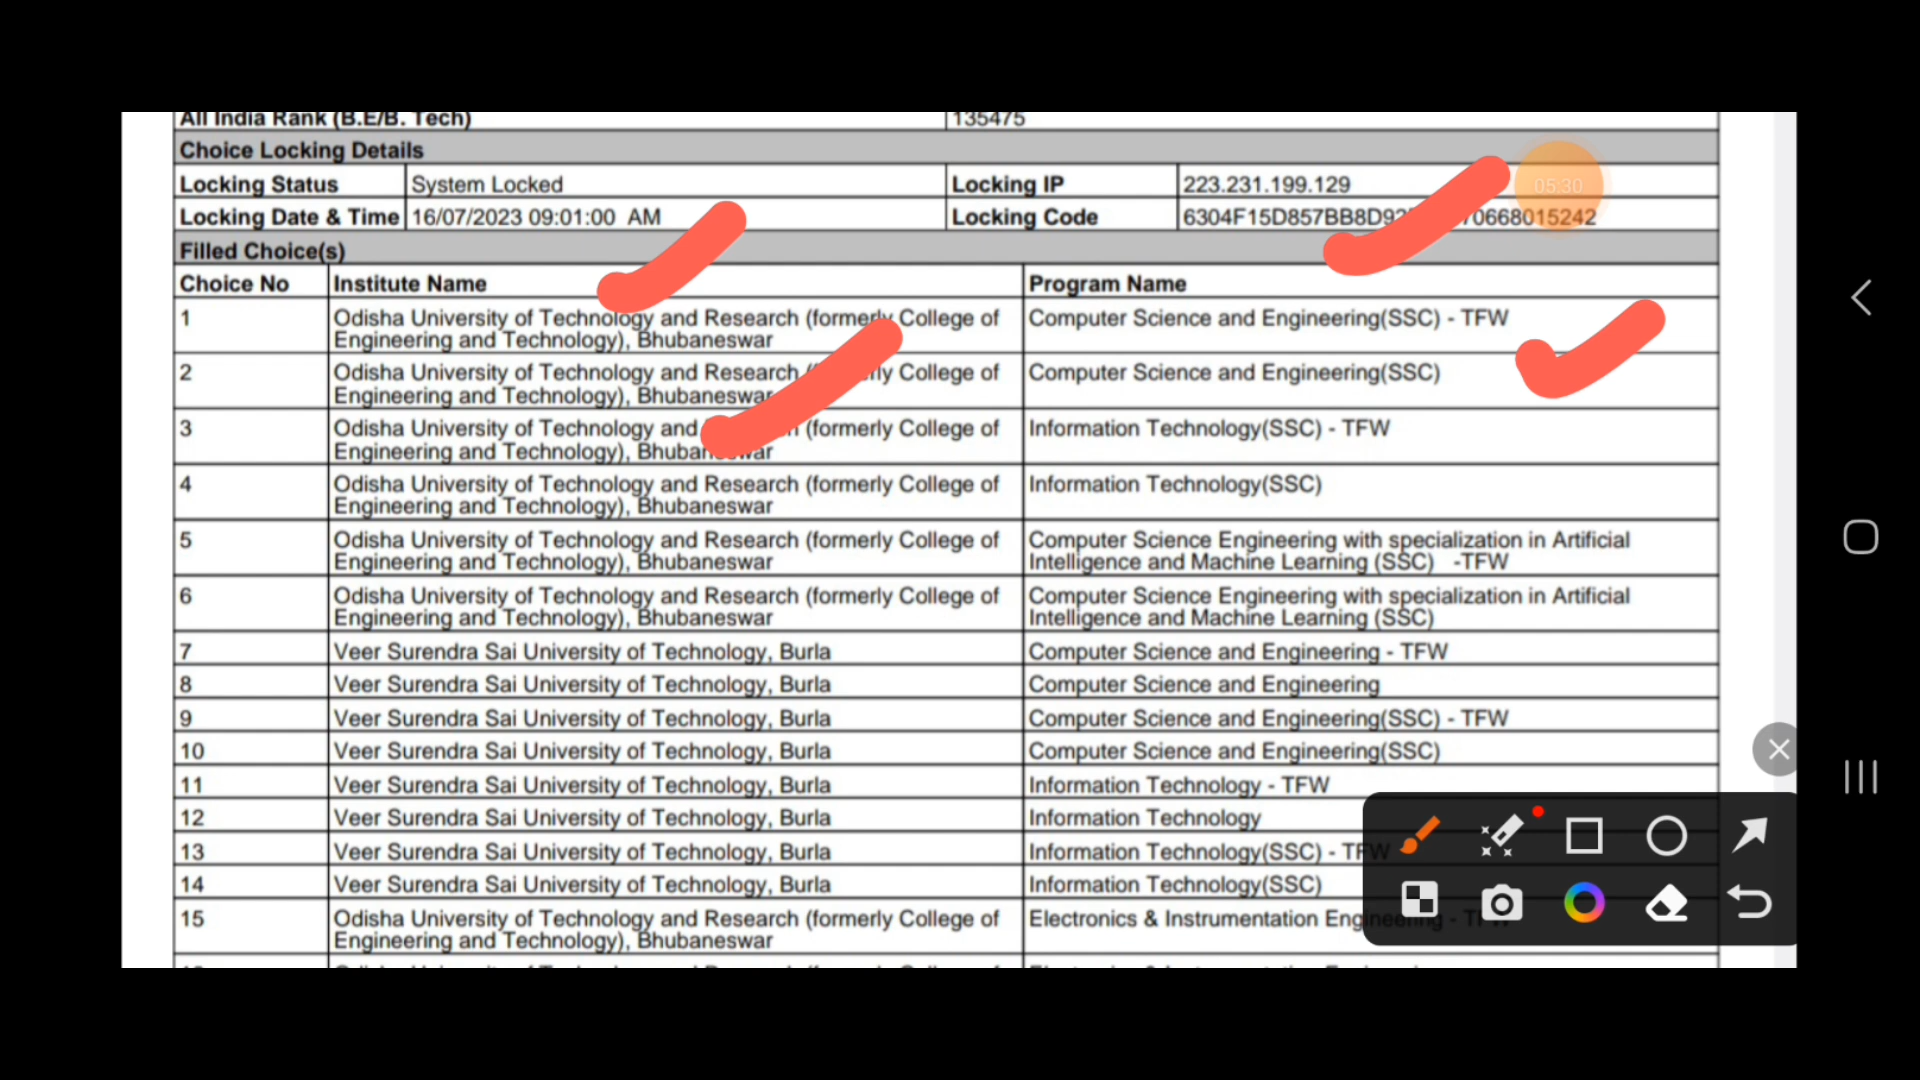 All India Rank (B.E/B. Tech) 135475
Choice Locking Details
Locking Status System Locked Locking IP 223.231.199.129
05:30
Locking Date & Time 16/07/2023 09:01:00 AM Locking Code
Filled Choice(s)
Choice No Institute Name Program Name
1 Odisha University of Technology and Research (formerly College of Computer Science and Engineering(SSC) - TFW
Engineering and Technology), Bhubaneswar
2 Odisha University of Technology and Research College of Computer Science and Engineering(SSC)
Engineering and Technology), Bhubaneswar
3 Odisha University of Technology and (formerly College of Information Technology(SSC) - TFW
Engineering and Technology), Bhubaneswar
4 Odisha University of Technology and Research (formerly College of Information Technology(SSC)
Engineering and Technology), Bhubaneswar
5 Odisha University of Technology and Research (formerly College of Computer Science Engineering with specialization in Artificial
Engineering and Technology), Bhubaneswar Intelligence and Machine Learning (SSC) -TFW
6 Odisha University of Technology and Research (formerly College of Computer Science Engineering with specialization in Artificial
Engineering and Technology), Bhubaneswar Intelligence and Machine Learning (SSC)
7 Veer Surendra Sai University of Technology, Burla Computer Science and Engineering - TFW
8 Veer Surendra Sai University of Technology, Burla Computer Science and Engineering
9 Veer Surendra Sai University of Technology, Burla Computer Science and Engineering(SSC) - TFW
10 Veer Surendra Sai University of Technology, Burla Computer Science and Engineering(SSC)
11 Veer Surendra Sai University of Technology, Burla Information Technology - TFW
12 Veer Surendra Sai University of Technology, Burla Information Technology
13 Veer Surendra Sai University of Technology, Burla Information Technology(SSC) - TFW
14 Veer Surendra Sai University of Technology, Burla Information Technology(SSC)
15 Odisha University of Technology and Research (formerly College of Electronics & Instrumentation Engineering - TFW
Engineering and Technology), Bhubaneswar